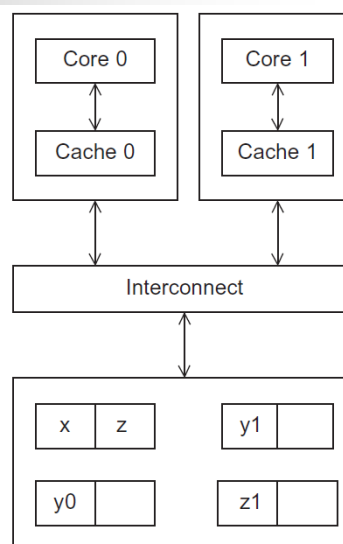 Core 0 Core 1
Cache 0 Cache 1
Interconnect
x z y1
y0 z1